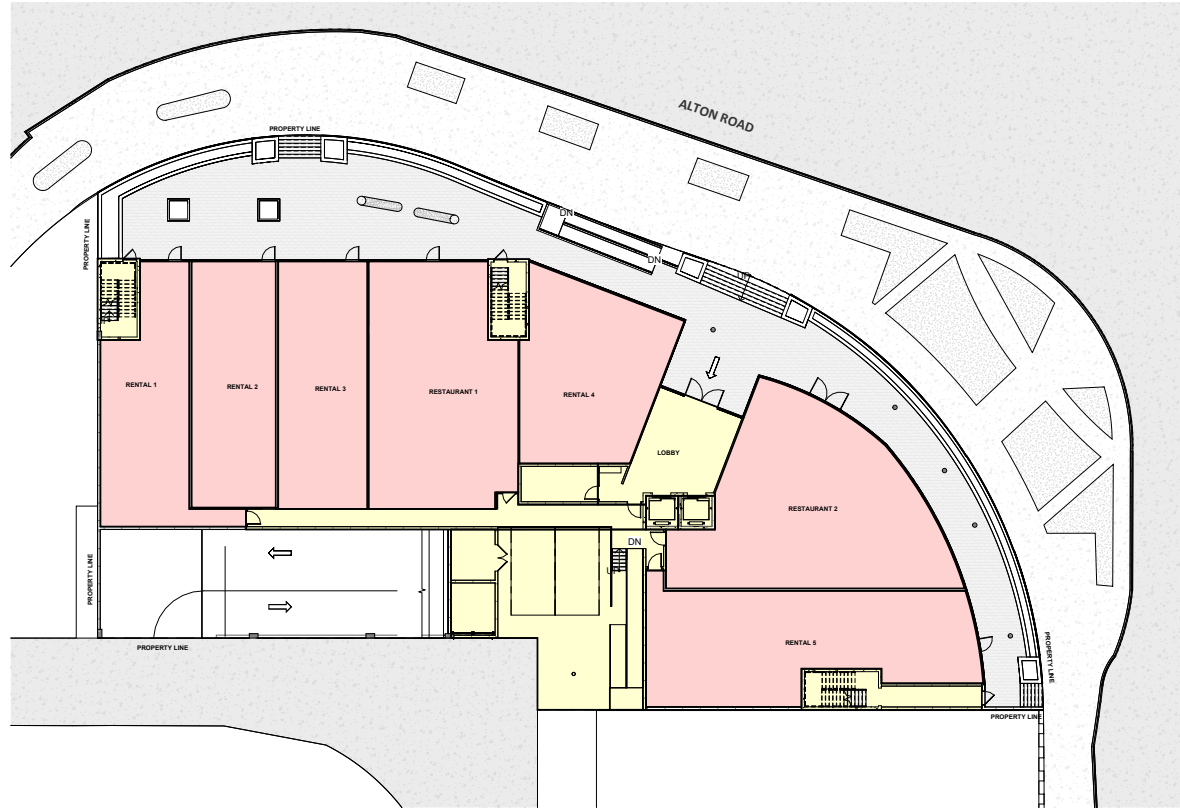 ALTON ROAD
PROPERTY LINE
PROPERTY LINE
DN
DN
UP
RENTAL 1
RENTAL 2
RENTAL 3
RESTAURANT 1
RENTAL 4
LOBBY
RESTAURANT 2
DN
PROPERTY LINE
PROPERTY LINE
RENTAL 5
PROPERTY LINE
PROPERTY LINE